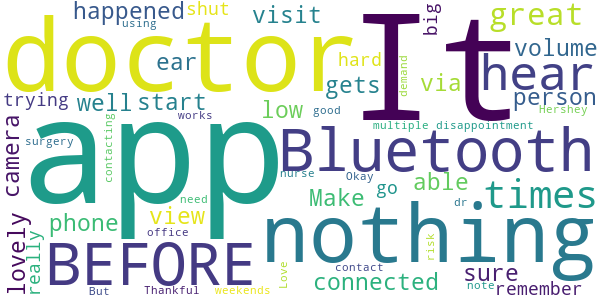 happened shut visit great
using
doctor It big
ear hard demand volume
gets via hear
trying well start low person
camera app contacting works good Hershey
multiple disappointment
surgery Bluetooth
nurse Okay go able dr times
need Make
phone view nothing
office
lovely really BEFORE Love contact risk sure
connected note remember
But Thankful weekends